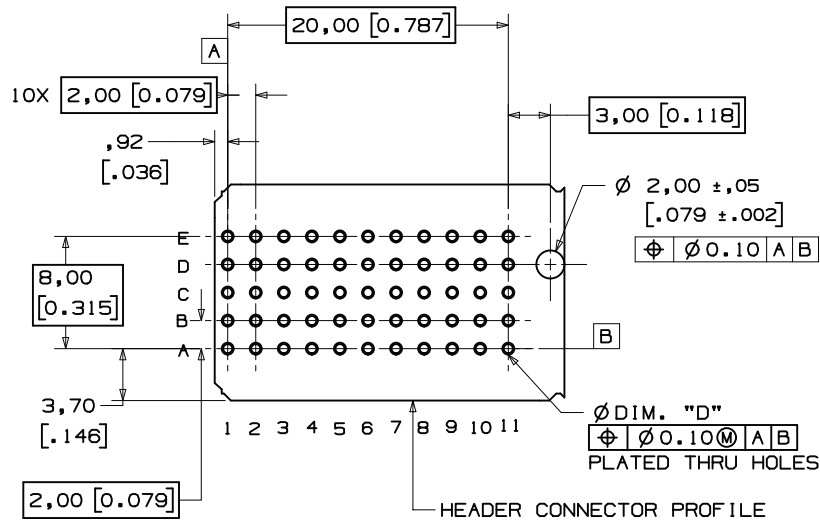 20,00 [0.787]
A
10X 2,00 [0.079]
3,00 [0.118]
,92
[.036]
Ø 2,00 ±,05
[.079 ±.002]
⌖ Ø0.10 A B
E
D
C
B
A
8,00
[0.315]
B
3,70
[.146]
1 2 3 4 5 6 7 8 9 10 11
Ø DIM. "D"
⌖ Ø0.10Ⓜ A B
PLATED THRU HOLES
2,00 [0.079]
HEADER CONNECTOR PROFILE